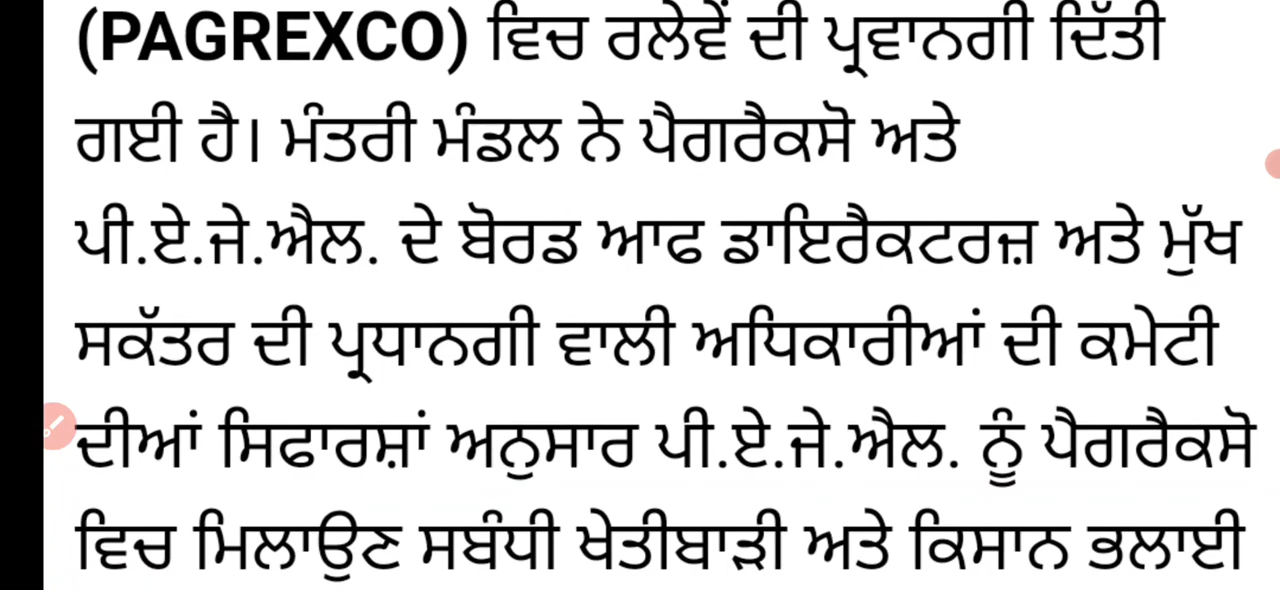 (PAGREXCO) ਵਿਚ ਰਲੇਵੇਂ ਦੀ ਪ੍ਰਵਾਨਗੀ ਦਿੱਤੀ
ਗਈ ਹੈ। ਮੰਤਰੀ ਮੰਡਲ ਨੇ ਪੈਗਰੈਕਸੋ ਅਤੇ
ਪੀ.ਏ.ਜੇ.ਐਲ. ਦੇ ਬੋਰਡ ਆਫ ਡਾਇਰੈਕਟਰਜ਼ ਅਤੇ ਮੁੱਖ
ਸਕੱਤਰ ਦੀ ਪ੍ਰਧਾਨਗੀ ਵਾਲੀ ਅਧਿਕਾਰੀਆਂ ਦੀ ਕਮੇਟੀ
ਦੀਆਂ ਸਿਫਾਰਸ਼ਾਂ ਅਨੁਸਾਰ ਪੀ.ਏ.ਜੇ.ਐਲ. ਨੂੰ ਪੈਗਰੈਕਸੋ
ਵਿਚ ਮਿਲਾਉਣ ਸਬੰਧੀ ਖੇਤੀਬਾੜੀ ਅਤੇ ਕਿਸਾਨ ਭਲਾਈ